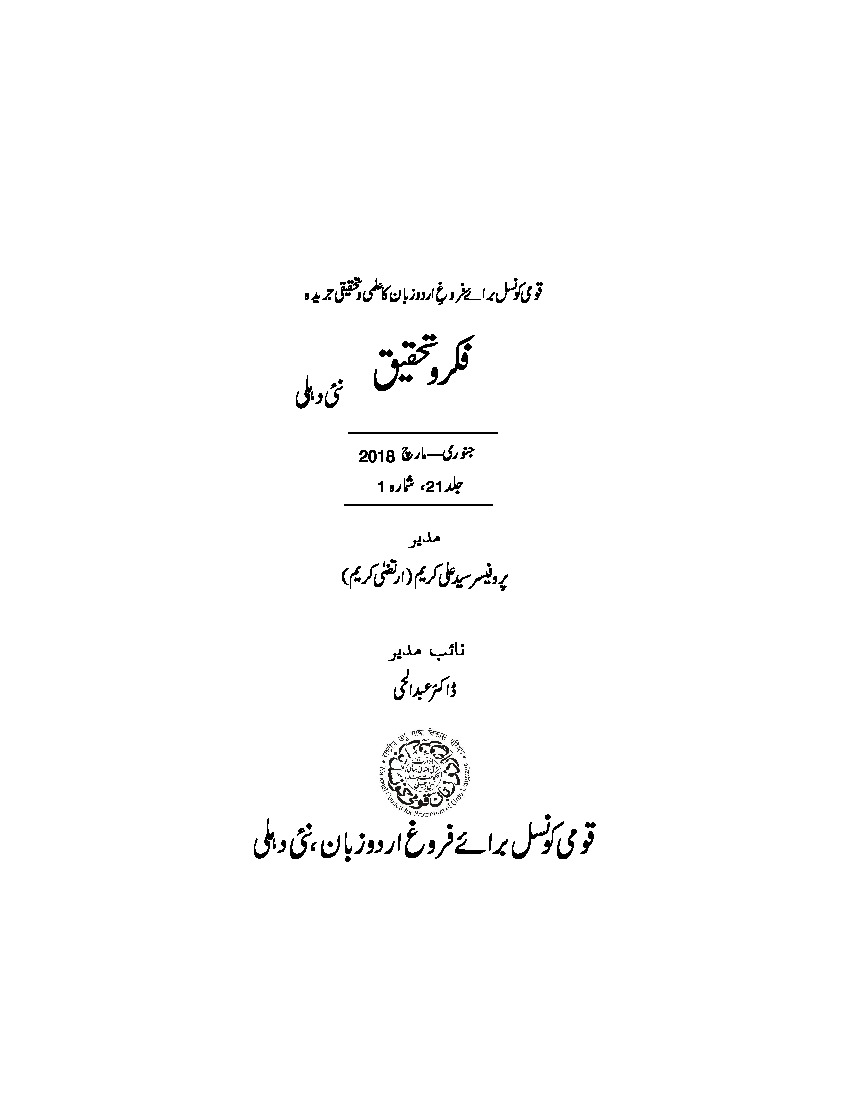 قومی کونسل برائے فروغِ اردو زبان کا علمی و تحقیقی جریدہ
فکر و تحقیق
نئی دہلی
جنوری—مارچ 2018
جلد 21، شمارہ 1
مدیر
پروفیسر سید علی کریم (ارتضیٰ کریم)
نائب مدیر
ڈاکٹر عبدالحی
قومی کونسل برائے فروغ اردو زبان، نئی دہلی